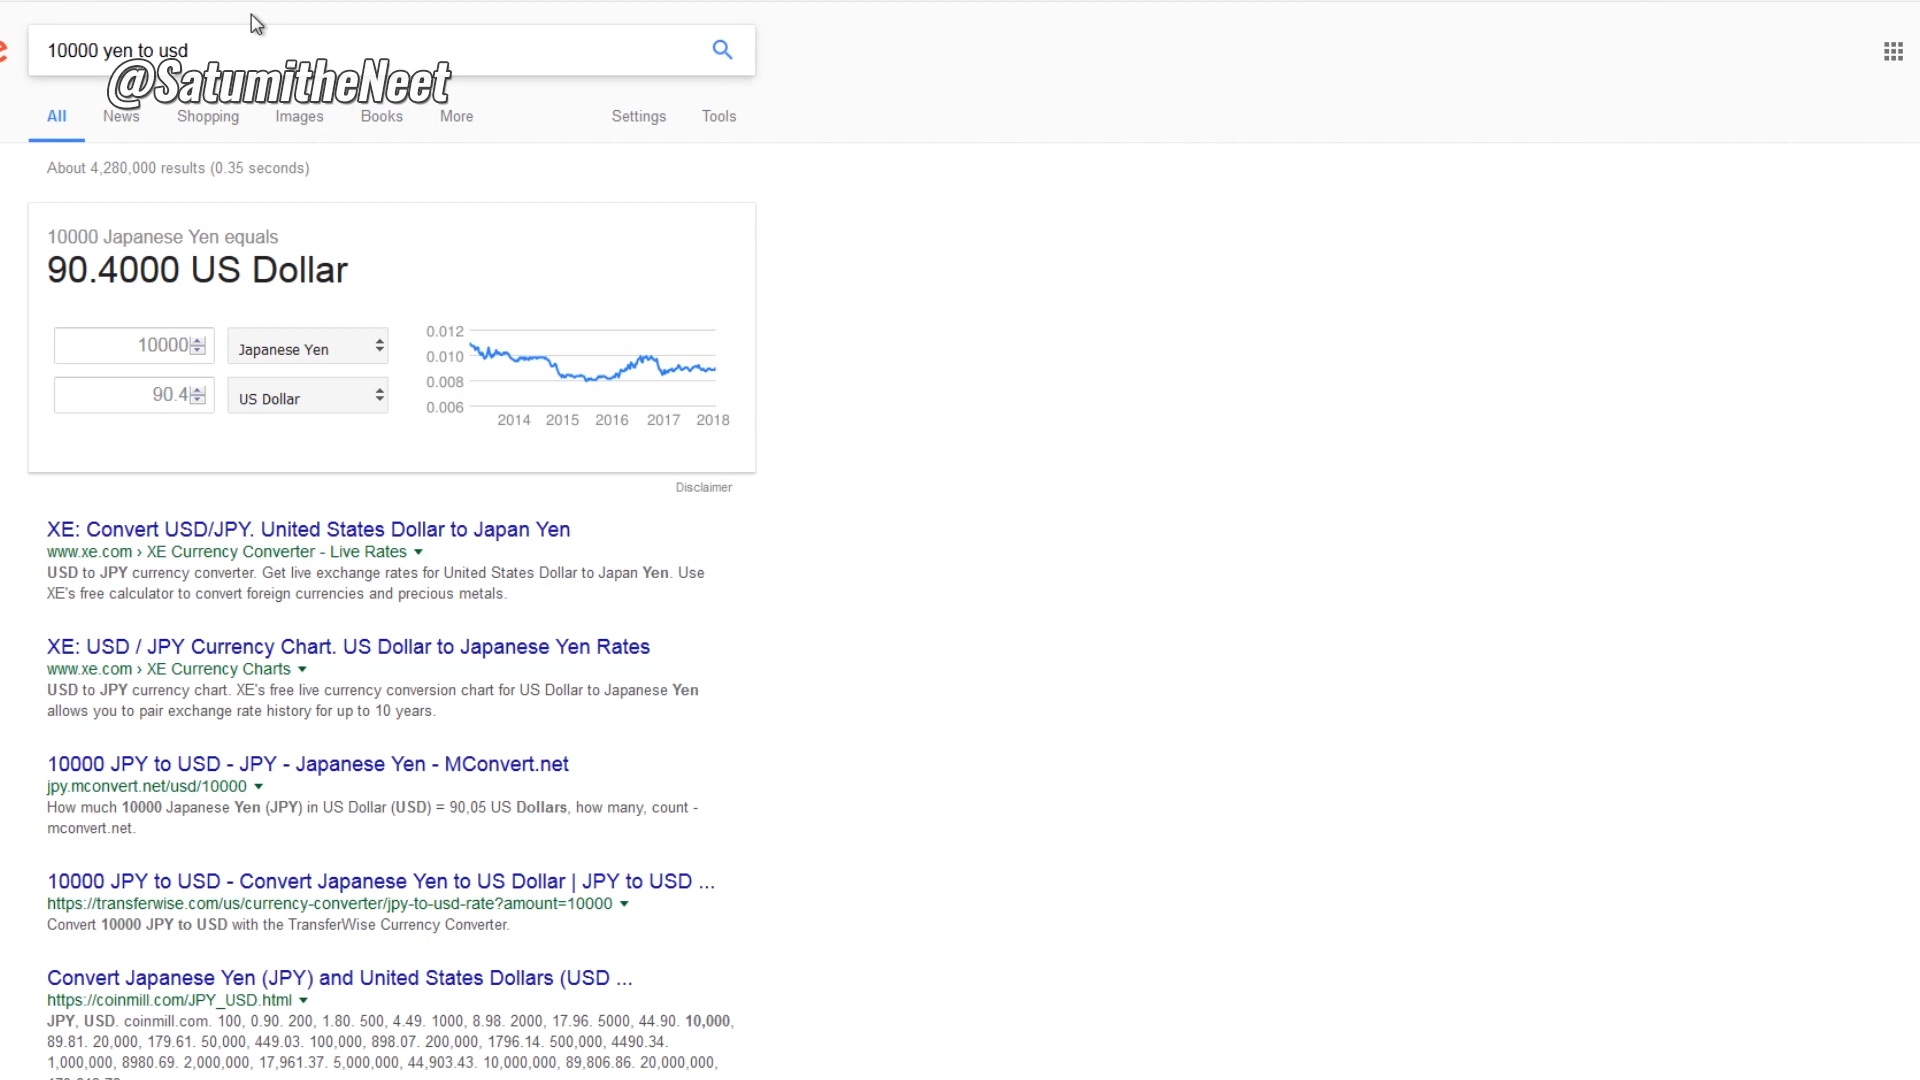 10000 yen to usd
@SatumitheNeet
All News Shopping Images Books More Settings Tools
About 4,280,000 results (0.35 seconds)
10000 Japanese Yen equals
90.4000 US Dollar
10000 Japanese Yen
90.4 US Dollar
0.012
0.010
0.008
0.006
2014 2015 2016 2017 2018
Disclaimer
XE: Convert USD/JPY. United States Dollar to Japan Yen
www.xe.com › XE Currency Converter - Live Rates
USD to JPY currency converter. Get live exchange rates for United States Dollar to Japan Yen. Use
XE's free calculator to convert foreign currencies and precious metals.
XE: USD / JPY Currency Chart. US Dollar to Japanese Yen Rates
www.xe.com › XE Currency Charts
USD to JPY currency chart. XE's free live currency conversion chart for US Dollar to Japanese Yen
allows you to pair exchange rate history for up to 10 years.
10000 JPY to USD - JPY - Japanese Yen - MConvert.net
jpy.mconvert.net/usd/10000
How much 10000 Japanese Yen (JPY) in US Dollar (USD) = 90,05 US Dollars, how many, count -
mconvert.net.
10000 JPY to USD - Convert Japanese Yen to US Dollar | JPY to USD ...
https://transferwise.com/us/currency-converter/jpy-to-usd-rate?amount=10000
Convert 10000 JPY to USD with the TransferWise Currency Converter.
Convert Japanese Yen (JPY) and United States Dollars (USD ...
https://coinmill.com/JPY_USD.html
JPY, USD. coinmill.com. 100, 0.90. 200, 1.80. 500, 4.49. 1000, 8.98. 2000, 17.96. 5000, 44.90. 10,000,
89.81. 20,000, 179.61. 50,000, 449.03. 100,000, 898.07. 200,000, 1796.14. 500,000, 4490.34.
1,000,000, 8980.69. 2,000,000, 17,961.37. 5,000,000, 44,903.43. 10,000,000, 89,806.86. 20,000,000,